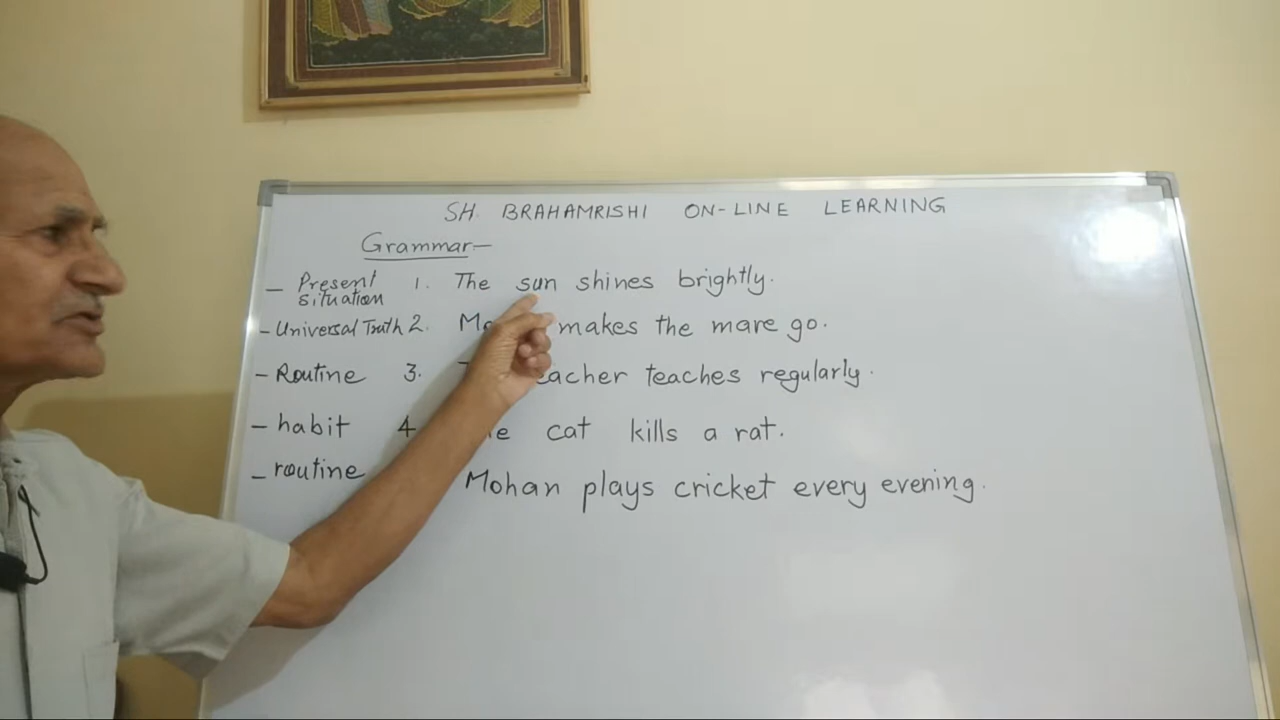 SH. BRAHAMRISHI ON-LINE LEARNING
Grammar—
— Present situation 1. The sun shines brightly.
- Universal Truth 2. makes the mare go.
- Routine 3. teaches regularly.
- habit 4 cat kills a rat.
- routine Mohan plays cricket every evening.